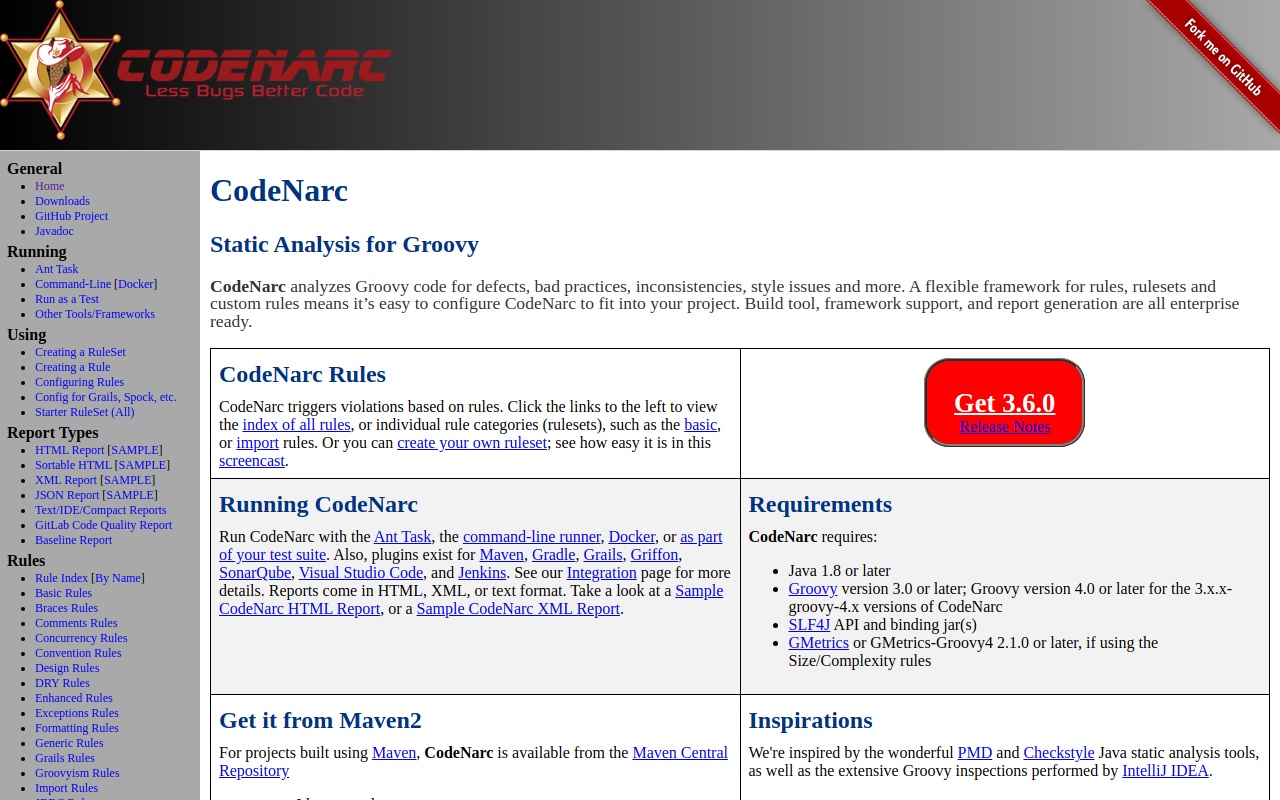 CODENARC
Less Bugs Better Code
Fork me on GitHub
General
Home
Downloads
GitHub Project
Javadoc
Running
Ant Task
Command-Line [Docker]
Run as a Test
Other Tools/Frameworks
Using
Creating a RuleSet
Creating a Rule
Configuring Rules
Config for Grails, Spock, etc.
Starter RuleSet (All)
Report Types
HTML Report [SAMPLE]
Sortable HTML [SAMPLE]
XML Report [SAMPLE]
JSON Report [SAMPLE]
Text/IDE/Compact Reports
GitLab Code Quality Report
Baseline Report
Rules
Rule Index [By Name]
Basic Rules
Braces Rules
Comments Rules
Concurrency Rules
Convention Rules
Design Rules
DRY Rules
Enhanced Rules
Exceptions Rules
Formatting Rules
Generic Rules
Grails Rules
Groovyism Rules
Import Rules
CodeNarc
Static Analysis for Groovy
CodeNarc analyzes Groovy code for defects, bad practices, inconsistencies, style issues and more. A flexible framework for rules, rulesets and
custom rules means it’s easy to configure CodeNarc to fit into your project. Build tool, framework support, and report generation are all enterprise
ready.
CodeNarc Rules
CodeNarc triggers violations based on rules. Click the links to the left to view
the index of all rules, or individual rule categories (rulesets), such as the basic,
or import rules. Or you can create your own ruleset; see how easy it is in this
screencast.
Get 3.6.0
Release Notes
Running CodeNarc
Run CodeNarc with the Ant Task, the command-line runner, Docker, or as part
of your test suite. Also, plugins exist for Maven, Gradle, Grails, Griffon,
SonarQube, Visual Studio Code, and Jenkins. See our Integration page for more
details. Reports come in HTML, XML, or text format. Take a look at a Sample
CodeNarc HTML Report, or a Sample CodeNarc XML Report.
Requirements
CodeNarc requires:
Java 1.8 or later
Groovy version 3.0 or later; Groovy version 4.0 or later for the 3.x.x-
groovy-4.x versions of CodeNarc
SLF4J API and binding jar(s)
GMetrics or GMetrics-Groovy4 2.1.0 or later, if using the
Size/Complexity rules
Get it from Maven2
For projects built using Maven, CodeNarc is available from the Maven Central
Repository
Inspirations
We're inspired by the wonderful PMD and Checkstyle Java static analysis tools,
as well as the extensive Groovy inspections performed by IntelliJ IDEA.